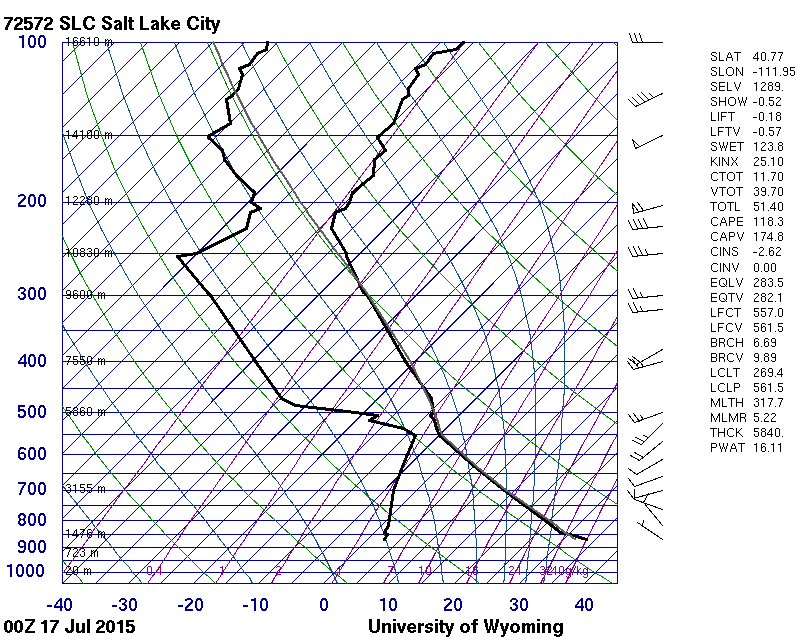 72572 SLC Salt Lake City
100 16610 m
14180 m
200 12280 m
10830 m
300 9600 m
400 7550 m
500 5860 m
600
700 3155 m
800
1476 m
900
723 m
1000 0.4 1 2 4 7 10 16 24 32 40g/kg
-40 -30 -20 -10 0 10 20 30 40
00Z 17 Jul 2015 University of Wyoming
SLAT 40.77
SLON -111.95
SELV 1289.
SHOW -0.52
LIFT -0.18
LFTV -0.57
SWET 123.8
KINX 25.10
CTOT 11.70
VTOT 39.70
TOTL 51.40
CAPE 118.3
CAPV 174.8
CINS -2.62
CINV 0.00
EQLV 283.5
EQTV 282.1
LFCT 557.0
LFCV 561.5
BRCH 6.69
BRCV 9.89
LCLT 269.4
LCLP 561.5
MLTH 317.7
MLMR 5.22
THCK 5840.
PWAT 16.11